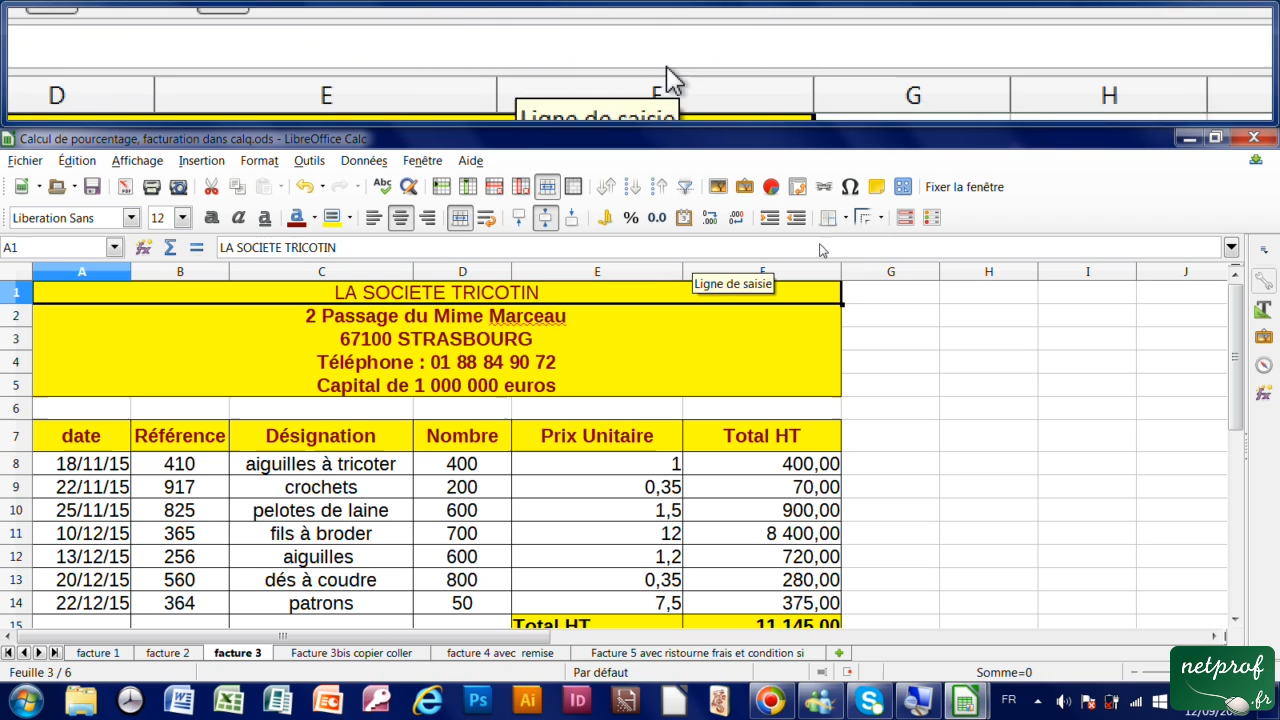 D E F G H
Ligne de saisie
Calcul de pourcentage, facturation dans calq.ods - LibreOffice Calc
Fichier Édition Affichage Insertion Format Outils Données Fenêtre Aide
Abc Fixer la fenêtre
Liberation Sans 12 a a a a % 0.0
A1 LA SOCIETE TRICOTIN
A B C D E F G H I J
Ligne de saisie
1 LA SOCIETE TRICOTIN
2 2 Passage du Mime Marceau
3 67100 STRASBOURG
4 Téléphone : 01 88 84 90 72
5 Capital de 1 000 000 euros
6
7 date Référence Désignation Nombre Prix Unitaire Total HT
8 18/11/15 410 aiguilles à tricoter 400 1 400,00
9 22/11/15 917 crochets 200 0,35 70,00
10 25/11/15 825 pelotes de laine 600 1,5 900,00
11 10/12/15 365 fils à broder 700 12 8 400,00
12 13/12/15 256 aiguilles 600 1,2 720,00
13 20/12/15 560 dés à coudre 800 0,35 280,00
14 22/12/15 364 patrons 50 7,5 375,00
15 Total HT 11 145,00
facture 1 facture 2 facture 3 Facture 3bis copier coller facture 4 avec remise Facture 5 avec ristourne frais et condition si
Feuille 3 / 6 Par défaut Somme=0
netprof.fr
Ps Ai Id FR